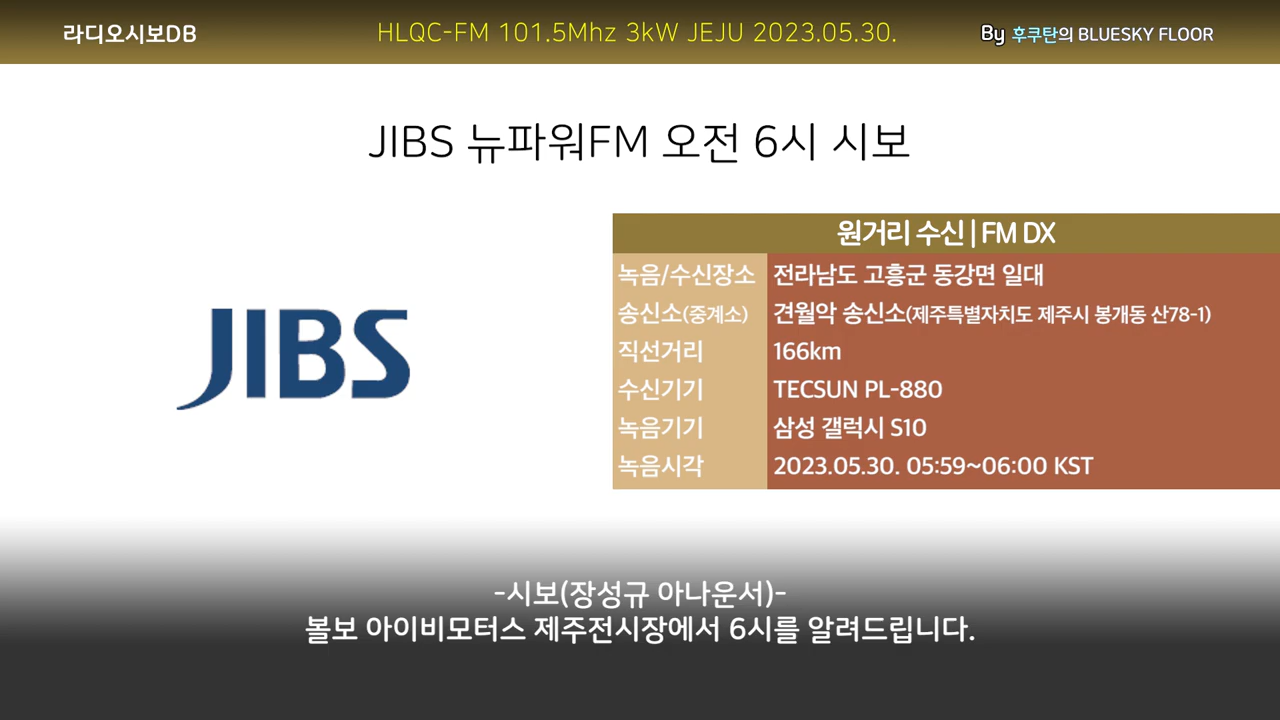 라디오시보DB
HLQC-FM 101.5Mhz 3kW JEJU 2023.05.30.
By 후쿠탄의 BLUESKY FLOOR
JIBS 뉴파워FM 오전 6시 시보
JIBS
원거리 수신 | FM DX
녹음/수신장소 전라남도 고흥군 동강면 일대
송신소(중계소) 견월악 송신소(제주특별자치도 제주시 봉개동 산78-1)
직선거리 166km
수신기기 TECSUN PL-880
녹음기기 삼성 갤럭시 S10
녹음시각 2023.05.30. 05:59~06:00 KST
-시보(장성규 아나운서)-
볼보 아이비모터스 제주전시장에서 6시를 알려드립니다.